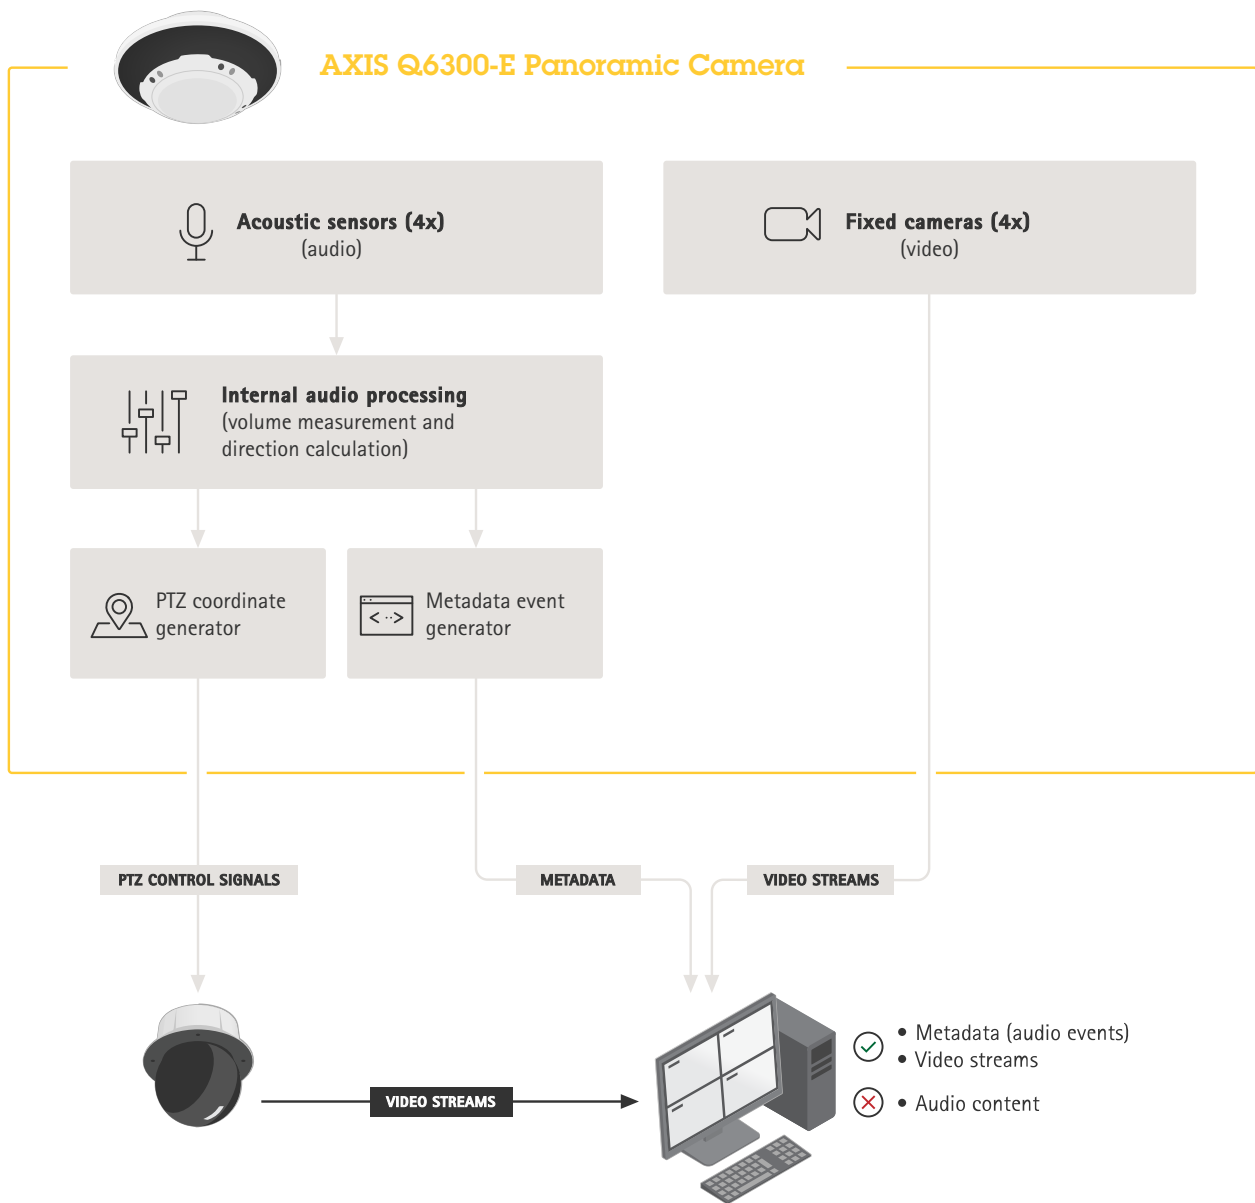 AXIS Q6300-E Panoramic Camera
Acoustic sensors (4x)
(audio)
Fixed cameras (4x)
(video)
Internal audio processing
(volume measurement and
direction calculation)
PTZ coordinate
generator
Metadata event
generator
PTZ CONTROL SIGNALS
METADATA
VIDEO STREAMS
• Metadata (audio events)
• Video streams
• Audio content
VIDEO STREAMS